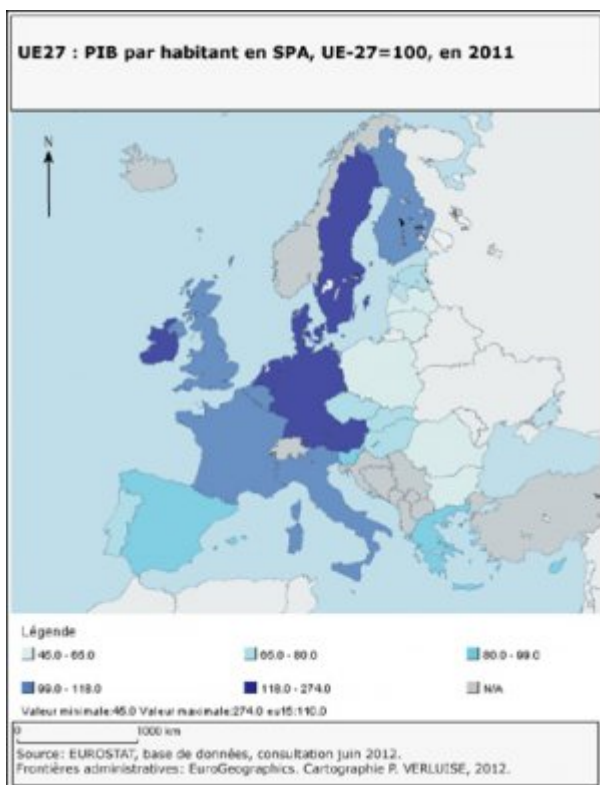 UE27 : PIB par habitant en SPA, UE-27=100, en 2011
N
Légende
45.0 - 65.0
65.0 - 80.0
80.0 - 99.0
99.0 - 118.0
118.0 - 274.0
N/A
Valeur minimale:45.0 Valeur maximale:274.0 eu15:110.0
0 1000 km
Source: EUROSTAT, base de données, consultation juin 2012.
Frontières administratives: EuroGeographics. Cartographie P. VERLUISE, 2012.